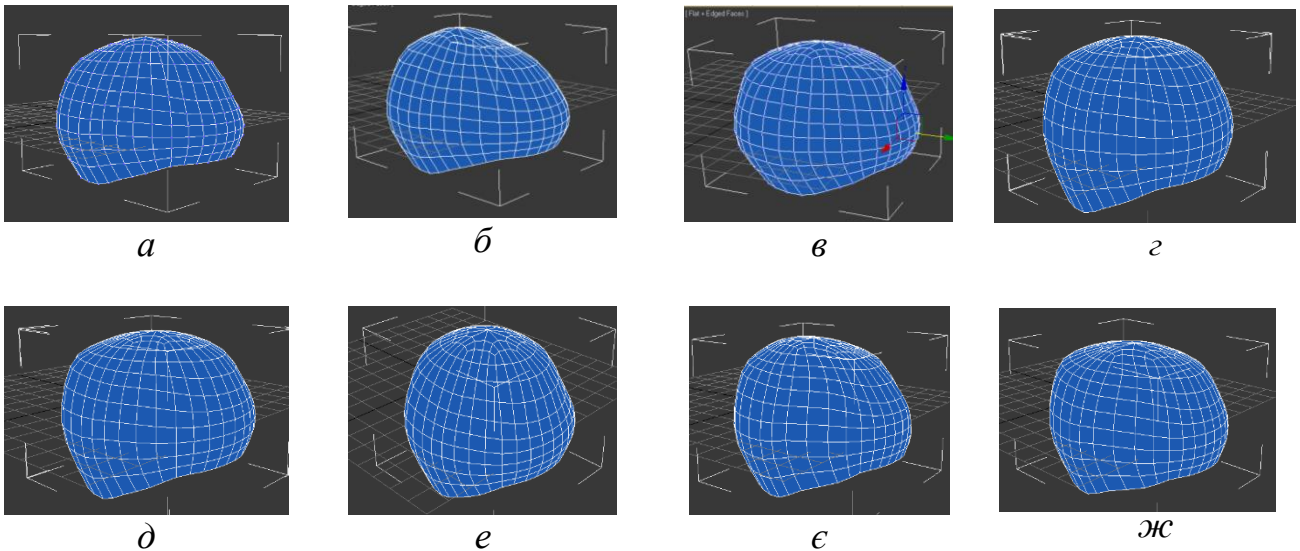 [ Flat + Edged Faces ]
а
б
в
г
д
е
є
ж